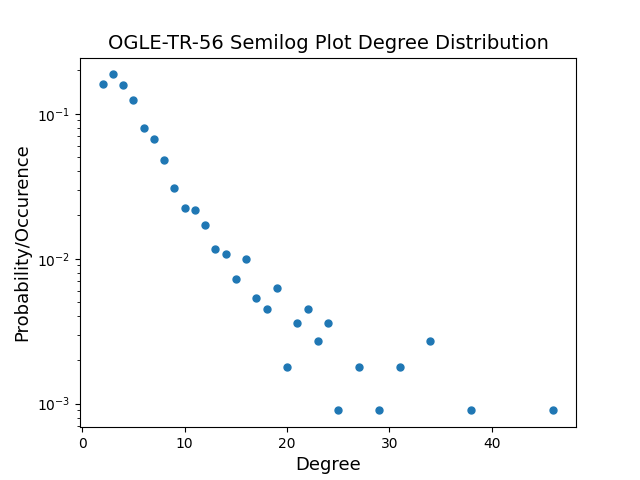 OGLE-TR-56 Semilog Plot Degree Distribution
Probability/Occurence
10⁻¹
10⁻²
10⁻³
0 10 20 30 40
Degree